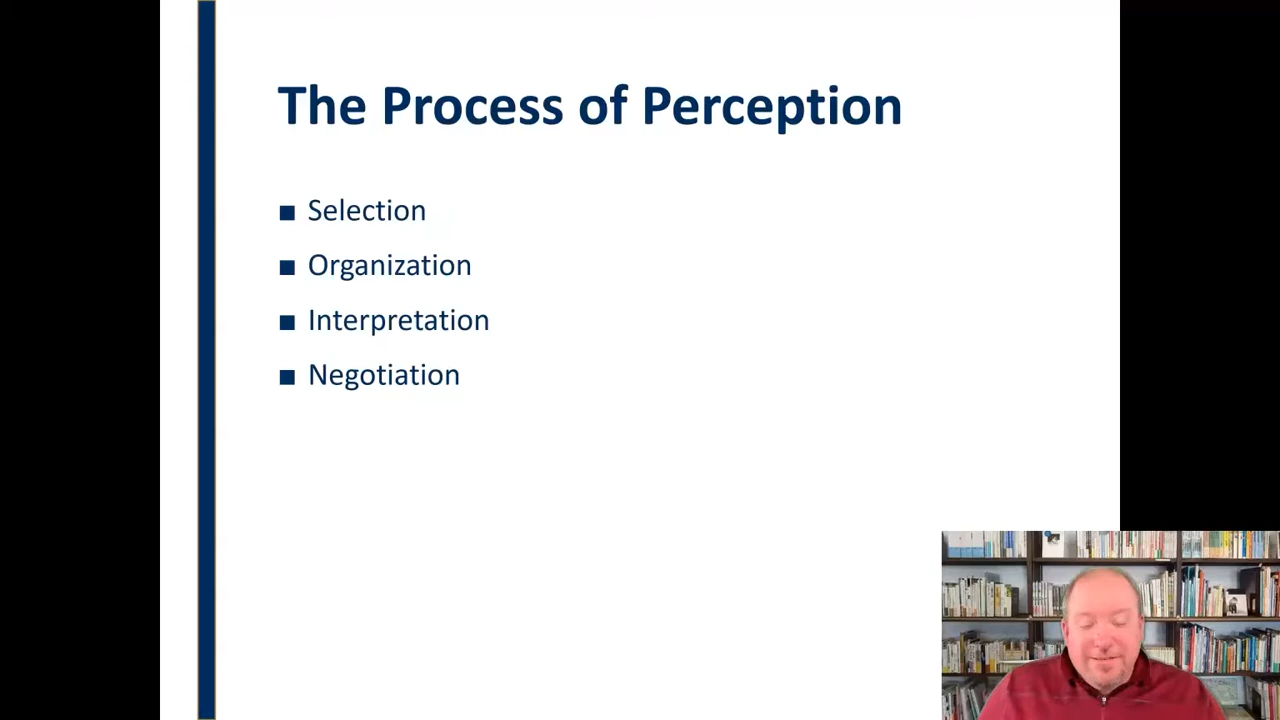 The Process of Perception
■ Selection
■ Organization
■ Interpretation
■ Negotiation